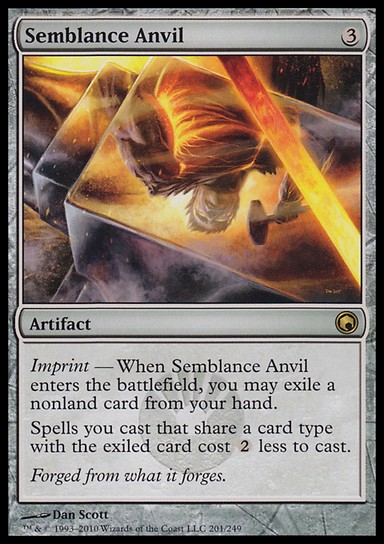 Semblance Anvil 3
Artifact
Imprint — When Semblance Anvil
enters the battlefield, you may exile a
nonland card from your hand.
Spells you cast that share a card type
with the exiled card cost 2 less to cast.
Forged from what it forges.
Dan Scott
™ & © 1993–2010 Wizards of the Coast LLC 201/249